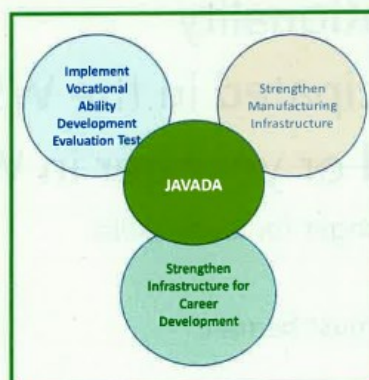 Implement
Vocational
Ability
Development
Evaluation Test
Strengthen
Manufacturing
Infrastructure
JAVADA
Strengthen
Infrastructure for
Career
Development